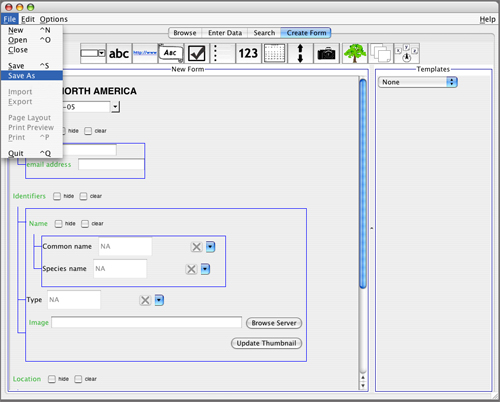 File Edit Options Help
Browse Enter Data Search Create Form
New ^N
Open ^O
Close
Save ^S
Save As
Import
Export
Page Layout
Print Preview
Print ^P
Quit ^Q
abc http://www Abc 123
New Form
Templates
NORTH AMERICA
-05
None
hide clear
email address
Identifiers hide clear
Name hide clear
Common name NA
Species name NA
Type NA
Image Browse Server
Update Thumbnail
Location hide clear